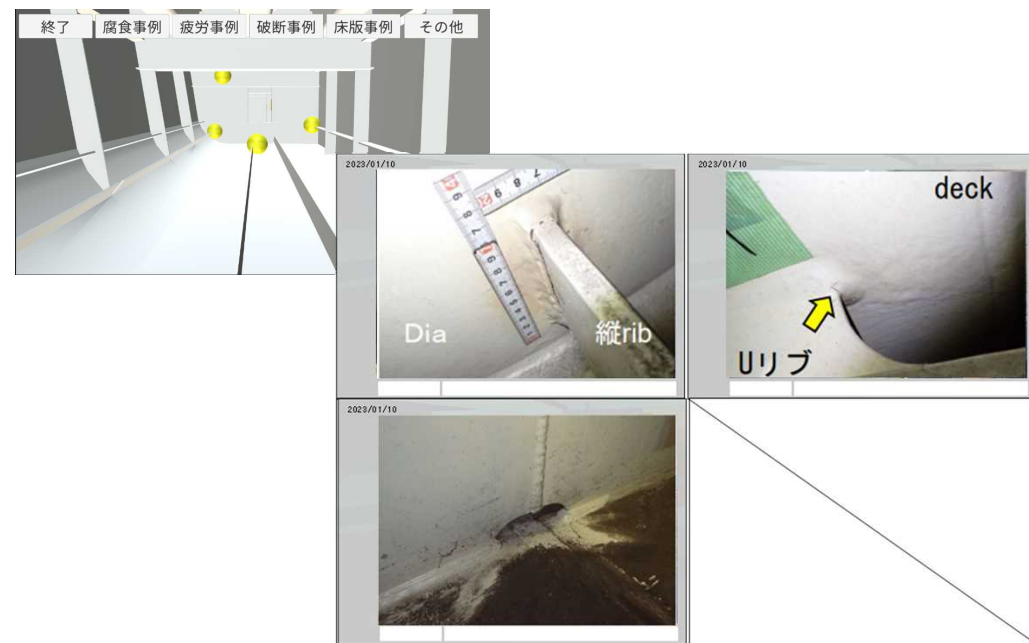 終了 腐食事例 疲労事例 破断事例 床版事例 その他
2023/01/10
Dia
縦rib
2023/01/10
deck
Uリブ
2023/01/10